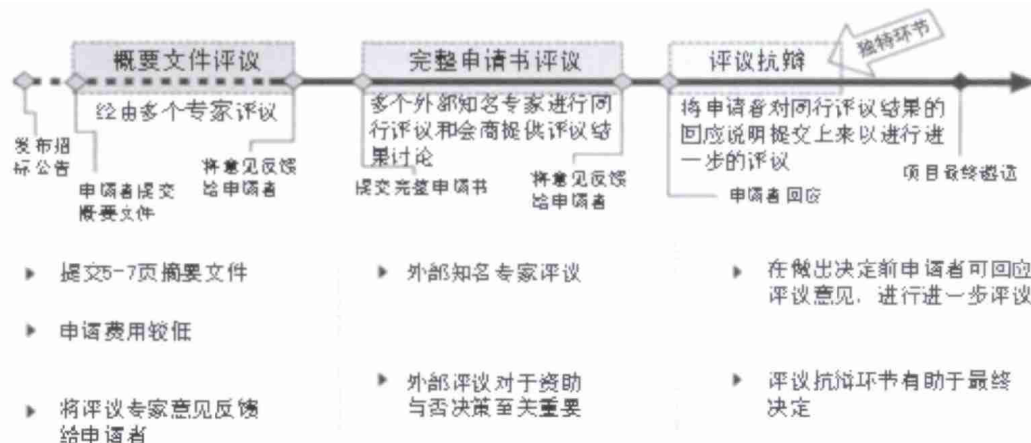 独特环节
概要文件评议
完整申请书评议
评议抗辩
经由多个专家评议
多个外部知名专家进行同
行评议和会商提供评议结
果讨论
将申请者对同行评议结果的
回应说明提交上来以进行进
一步的评议
发布招
标公告
申请者提交
概要文件
将意见反馈
给申请者
提交完整申请书
将意见反馈
给申请者
申请者回应
项目最终遴选
▶ 提交5-7页摘要文件
▶ 申请费用较低
▶ 将评议专家意见反馈
给申请者
▶ 外部知名专家评议
▶ 外部评议对于资助
与否决策至关重要
▶ 在做出决定前申请者可回应
评议意见，进行进一步评议
▶ 评议抗辩环节有助于最终
决定